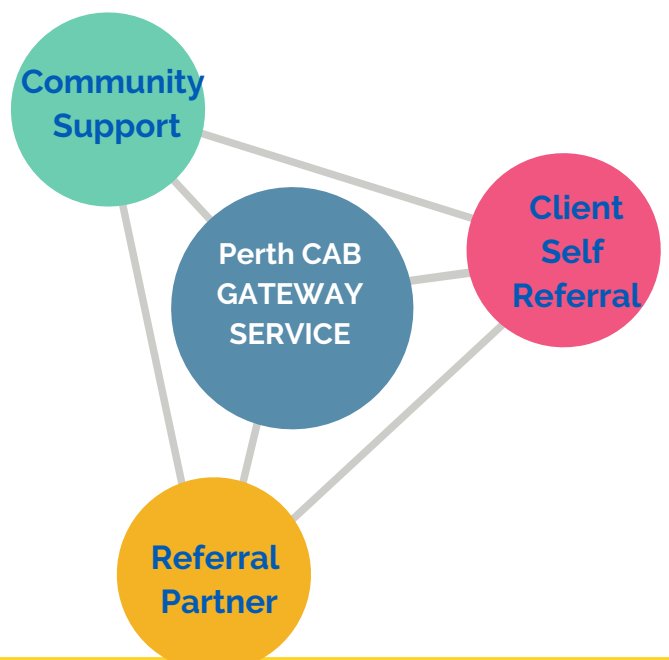 Community
Support
Perth CAB
GATEWAY
SERVICE
Client
Self
Referral
Referral
Partner